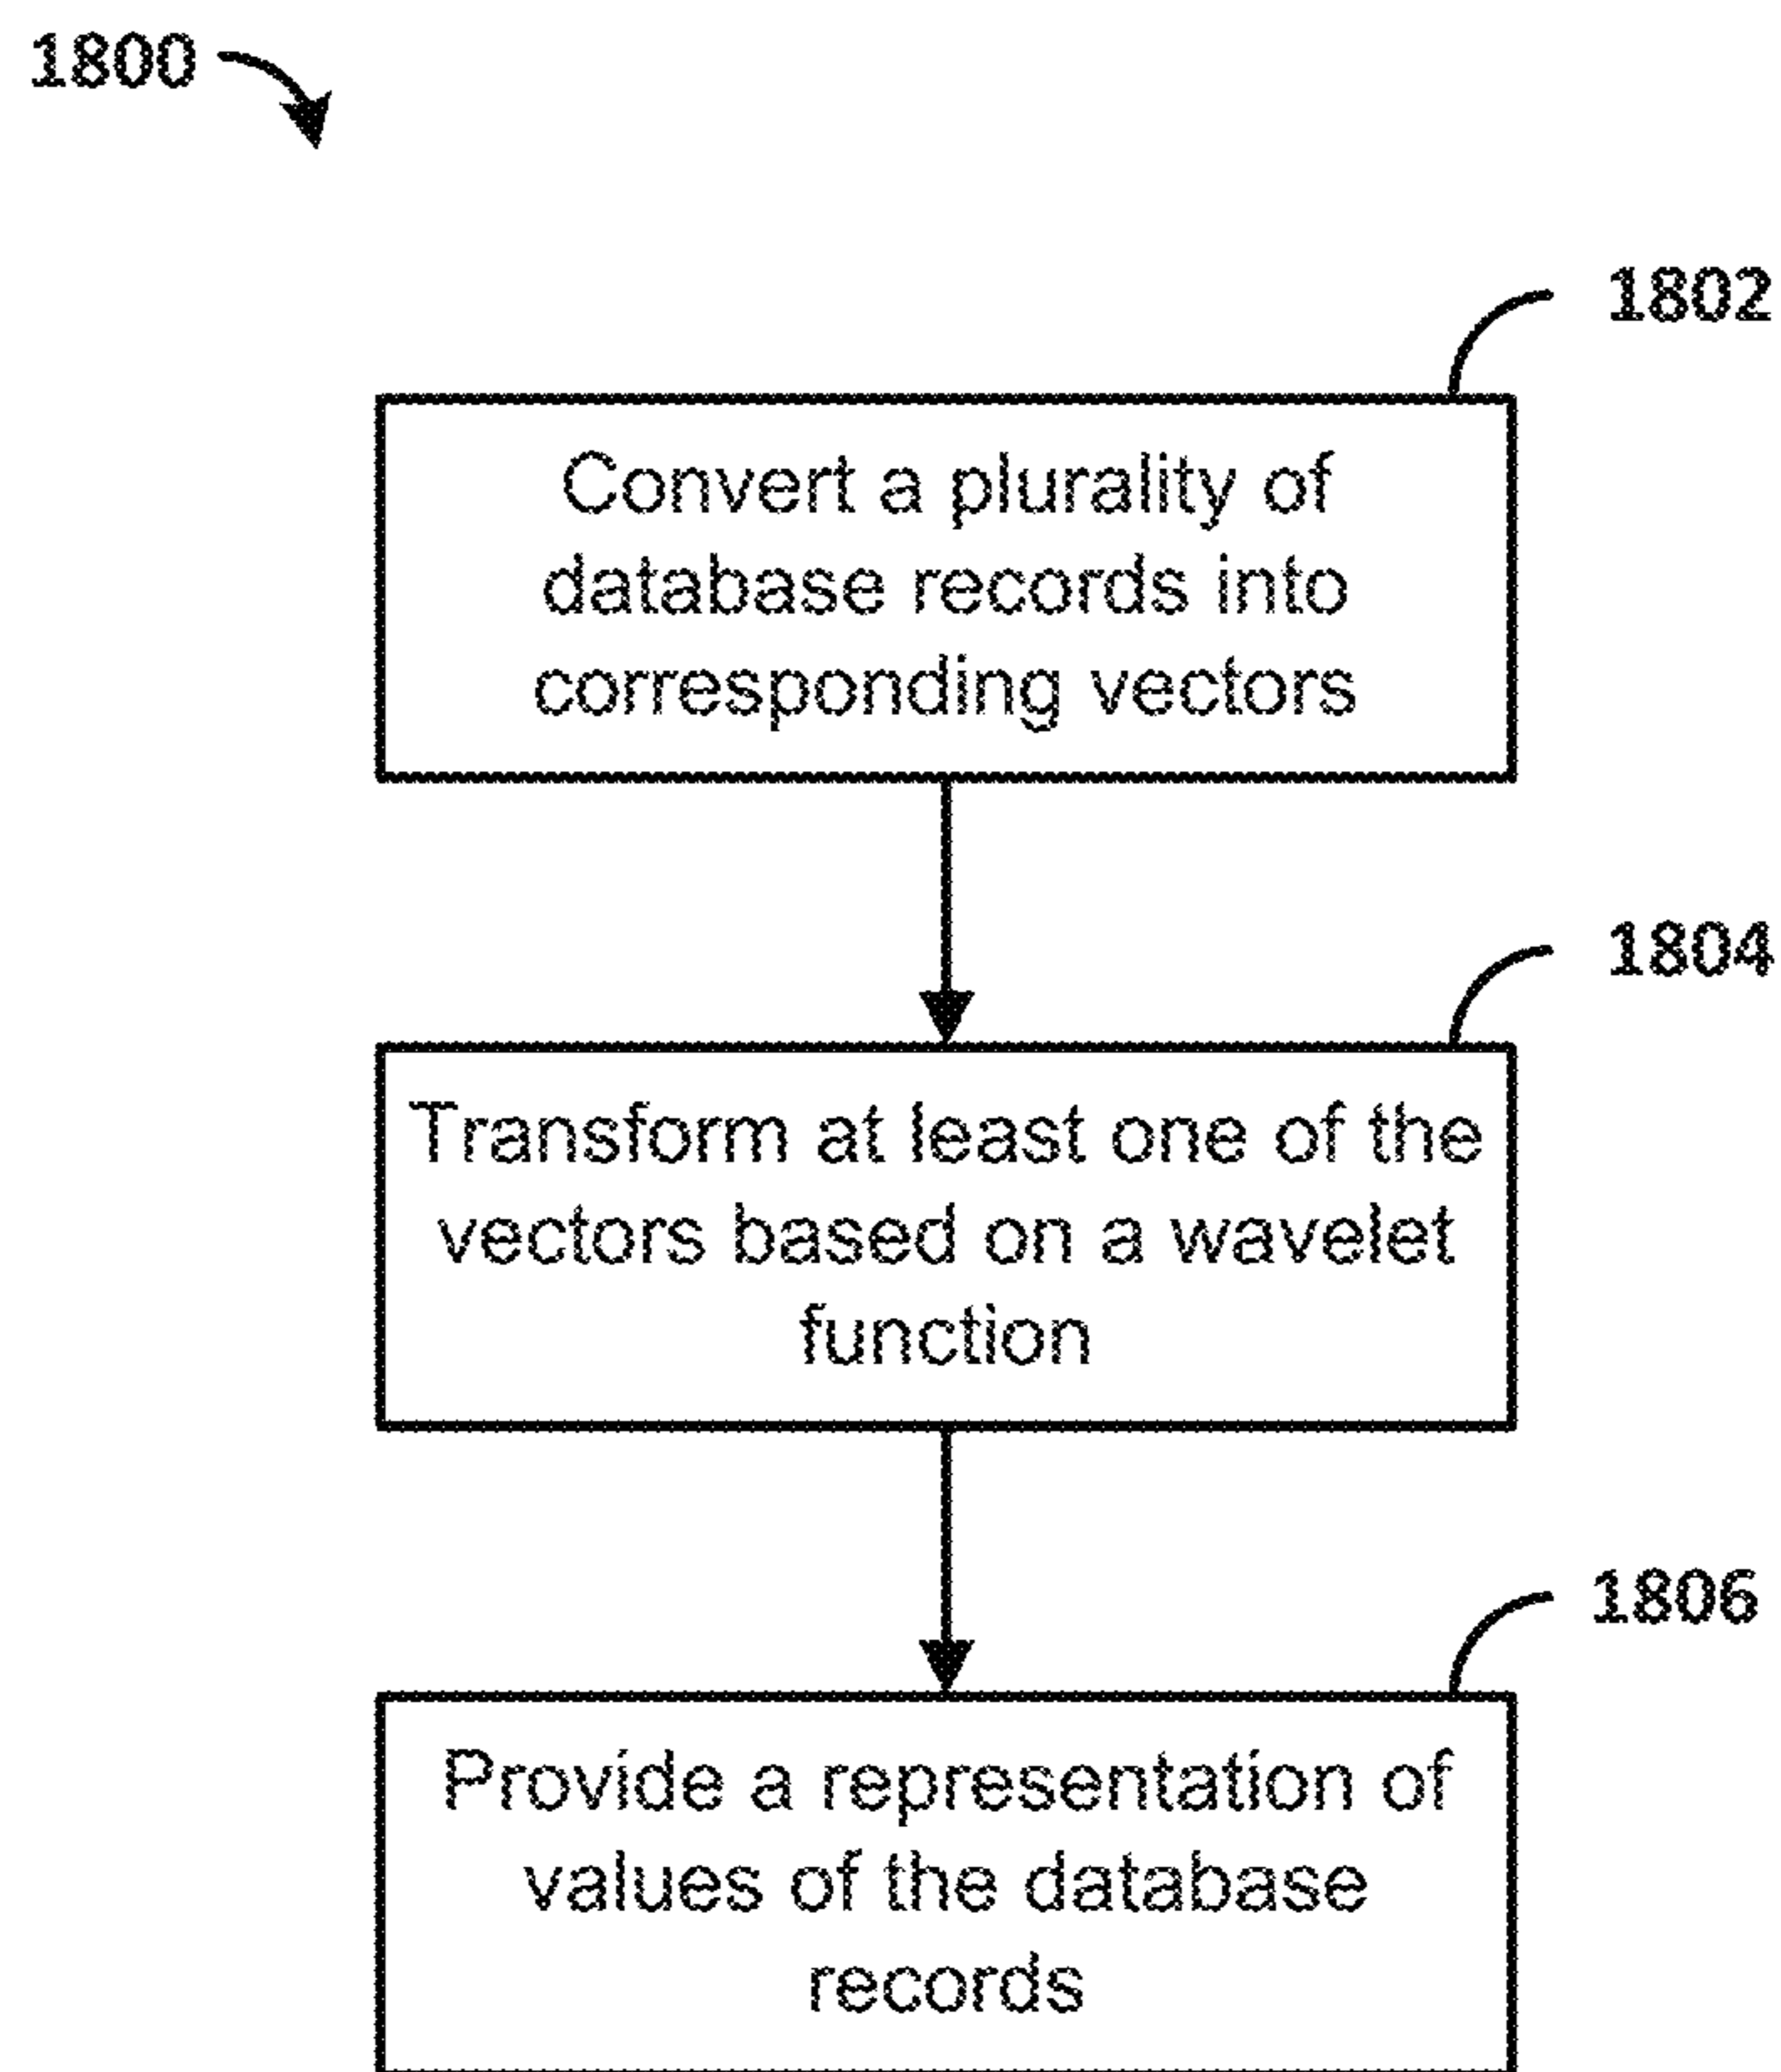 1800
1802
Convert a plurality of
database records into
corresponding vectors
1804
Transform at least one of the
vectors based on a wavelet
function
1806
Provide a representation of
values of the database
records